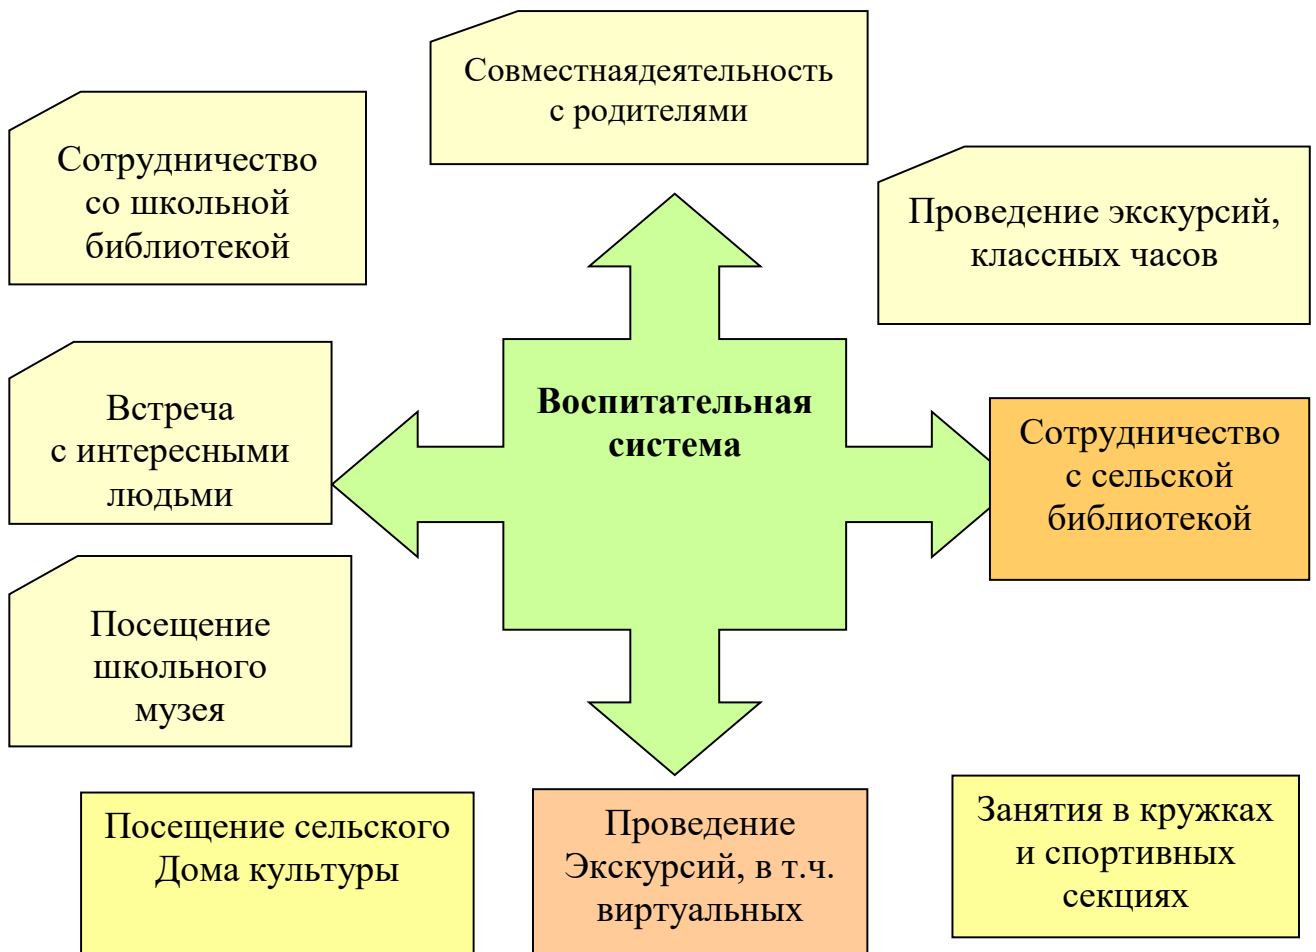 Совместнаядеятельность
с родителями
Сотрудничество
со школьной
библиотекой
Проведение экскурсий,
классных часов
Встреча
с интересными
людьми
Воспитательная
система
Сотрудничество
с сельской
библиотекой
Посещение
школьного
музея
Посещение сельского
Дома культуры
Проведение
Экскурсий, в т.ч.
виртуальных
Занятия в кружках
и спортивных
секциях